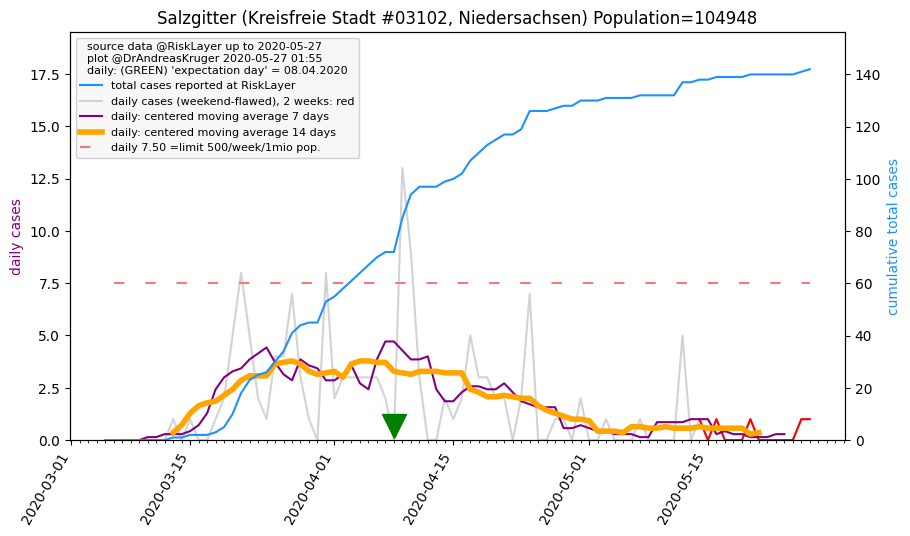 Salzgitter (Kreisfreie Stadt #03102, Niedersachsen) Population=104948
source data @RiskLayer up to 2020-05-27
plot @DrAndreasKruger 2020-05-27 01:55
daily: (GREEN) 'expectation day' = 08.04.2020
total cases reported at RiskLayer
daily cases (weekend-flawed), 2 weeks: red
daily: centered moving average 7 days
daily: centered moving average 14 days
daily 7.50 =limit 500/week/1mio pop.
daily cases
17.5
15.0
12.5
10.0
7.5
5.0
2.5
0.0
cumulative total cases
140
120
100
80
60
40
20
0
2020-03-01
2020-03-15
2020-04-01
2020-04-15
2020-05-01
2020-05-15